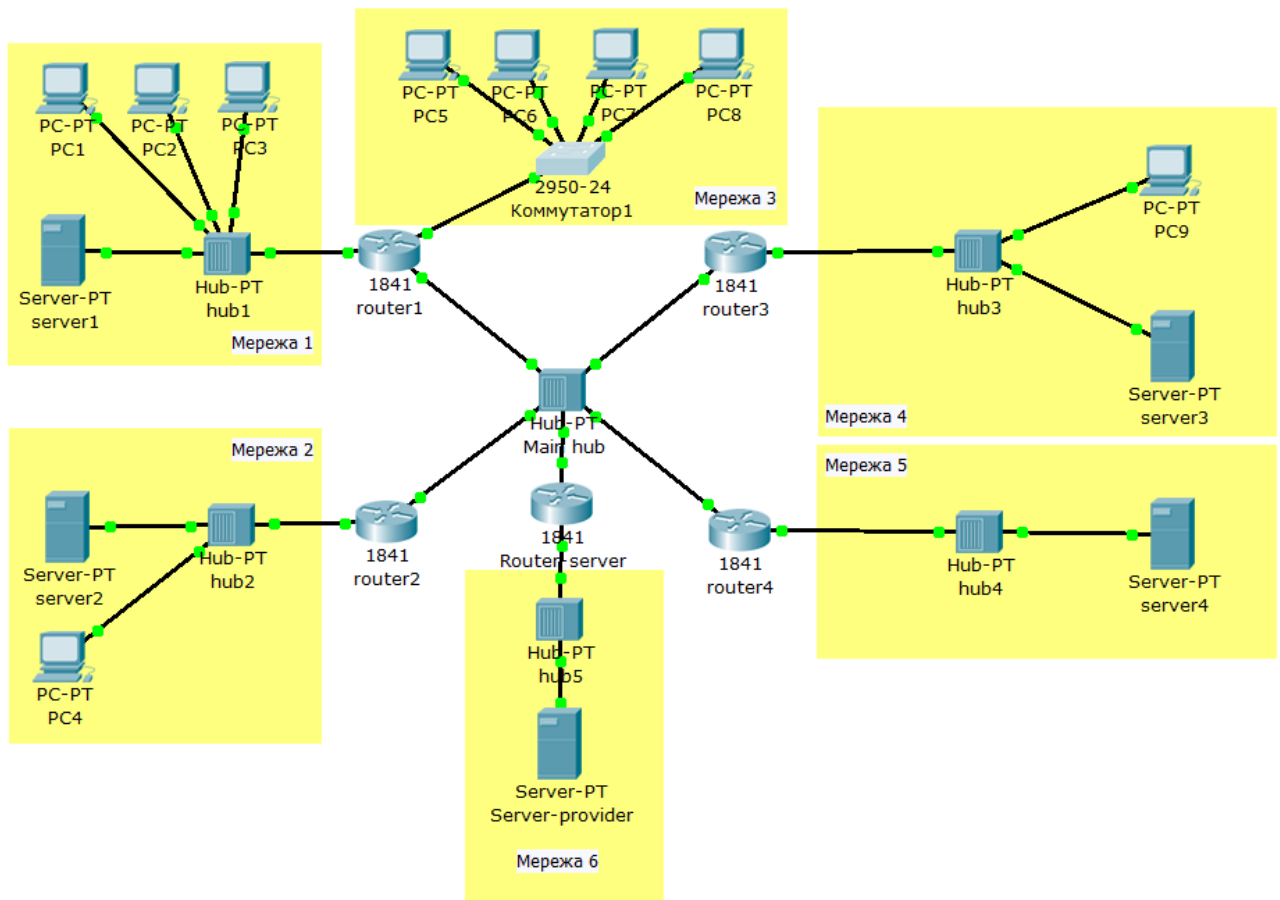 PC-PT
PC1
PC-PT
PC2
PC-PT
PC3
Server-PT
server1
Hub-PT
hub1
Мережа 1
PC-PT
PC5
PC-PT
PC6
PC-PT
PC7
PC-PT
PC8
2950-24
Коммутатор1
Мережа 3
1841
router1
1841
router3
PC-PT
PC9
Hub-PT
hub3
Server-PT
server3
Мережа 4
Hub-PT
Main hub
Мережа 2
Server-PT
server2
Hub-PT
hub2
PC-PT
PC4
1841
router2
1841
Router-server
1841
router4
Мережа 5
Hub-PT
hub4
Server-PT
server4
Hub-PT
hub5
Server-PT
Server-provider
Мережа 6